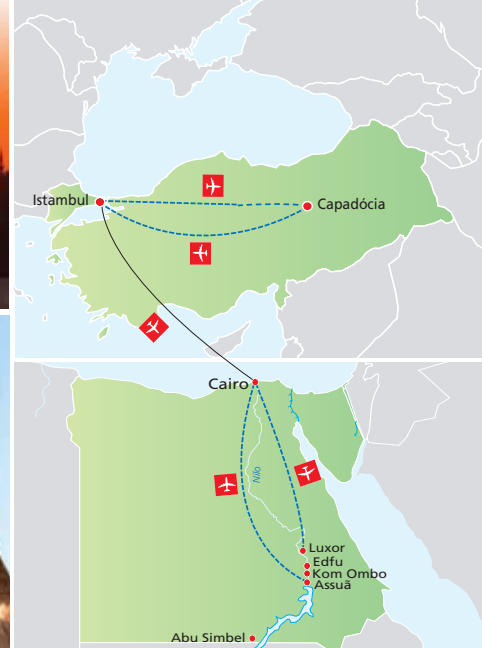 Istambul
Capadócia
Cairo
Nilo
Luxor
Edfu
Kom Ombo
Assuã
Abu Simbel